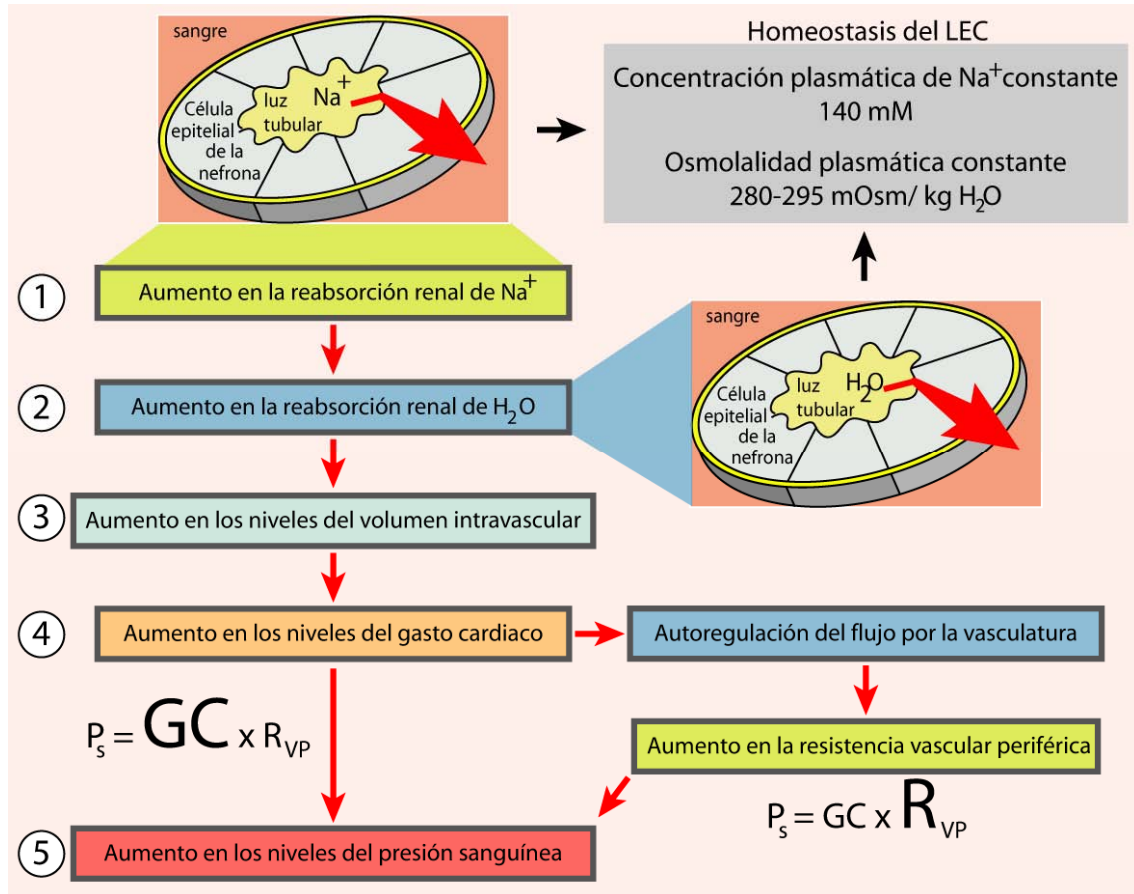 sangre
Célula
epitelial
de la
nefrona
luz
tubular
Na+
Homeostasis del LEC
Concentración plasmática de Na+ constante
140 mM
Osmolalidad plasmática constante
280-295 mOsm/ kg H2O
1
Aumento en la reabsorción renal de Na+
2
Aumento en la reabsorción renal de H2O
sangre
Célula
epitelial
de la
nefrona
luz
tubular
H2O
3
Aumento en los niveles del volumen intravascular
4
Aumento en los niveles del gasto cardiaco
Autoregulación del flujo por la vasculatura
Ps = GC x RVP
Aumento en la resistencia vascular periférica
Ps = GC x RVP
5
Aumento en los niveles del presión sanguínea